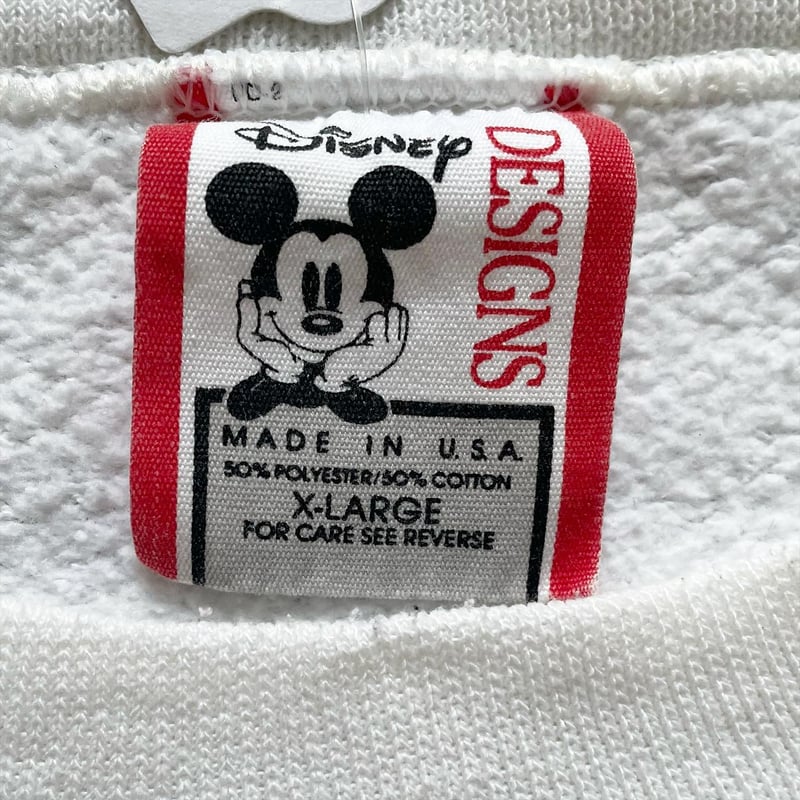 Disney
DESIGNS
MADE IN U.S.A.
50% POLYESTER/50% COTTON
X-LARGE
FOR CARE SEE REVERSE